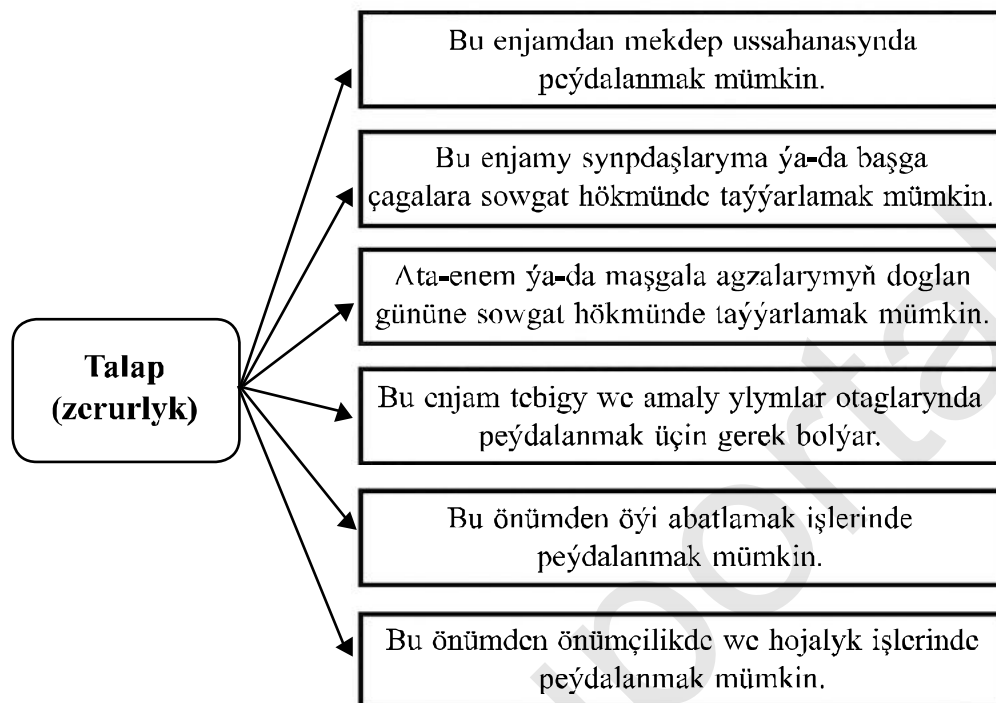 Bu enjamdan mekdep ussahanasynda
peýdalanmak mümkin.
Bu enjamy synpdaşlaryma ýa-da başga
çagalara sowgat hökmünde taýýarlamak mümkin.
Ata-enem ýa-da maşgala agzalarymyň doglan
gününe sowgat hökmünde taýýarlamak mümkin.
Talap
(zerurlyk)
Bu enjam tebigy we amaly ylymlar otaglarynda
peýdalanmak üçin gerek bolýar.
Bu önümden öýi abatlamak işlerinde
peýdalanmak mümkin.
Bu önümden önümçilikde we hojalyk işlerinde
peýdalanmak mümkin.
portal